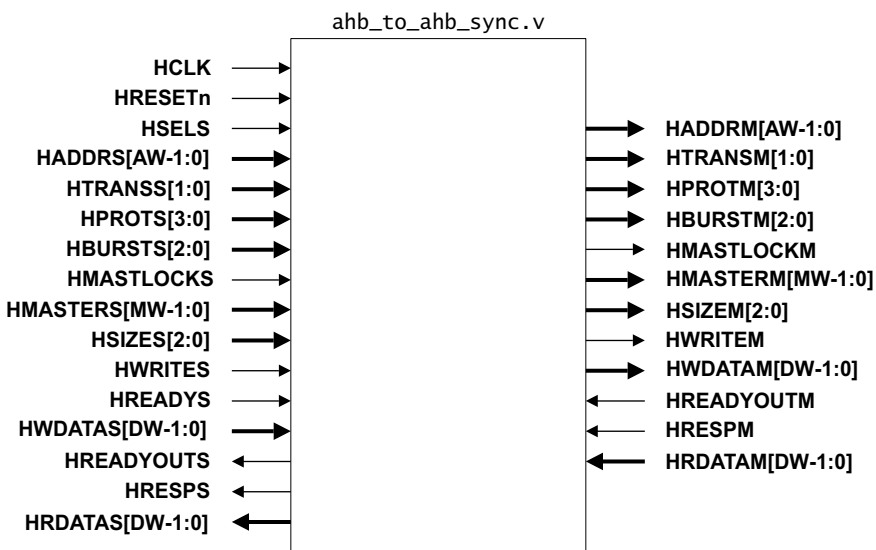 ahb_to_ahb_sync.v
HCLK
HRESETn
HSELS
HADDRS[AW-1:0]
HTRANSS[1:0]
HPROTS[3:0]
HBURSTS[2:0]
HMASTLOCKS
HMASTERS[MW-1:0]
HSIZES[2:0]
HWRITES
HREADYS
HWDATAS[DW-1:0]
HREADYOUTS
HRESPS
HRDATAS[DW-1:0]
HADDRM[AW-1:0]
HTRANSM[1:0]
HPROTM[3:0]
HBURSTM[2:0]
HMASTLOCKM
HMASTERM[MW-1:0]
HSIZEM[2:0]
HWRITEM
HWDATAM[DW-1:0]
HREADYOUTM
HRESPM
HRDATAM[DW-1:0]